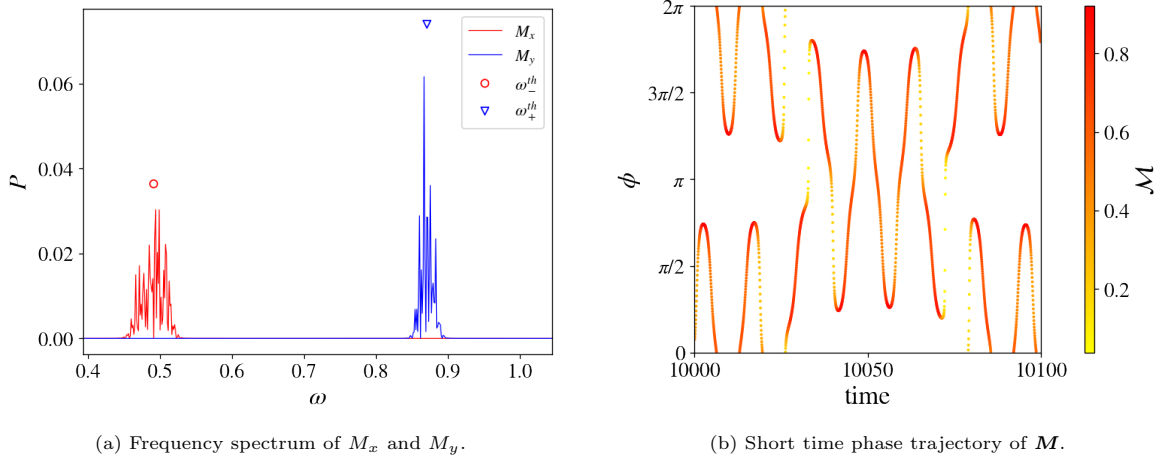 0.06
0.04
0.02
0.00
P
0.4 0.5 0.6 0.7 0.8 0.9 1.0
ω
M_x
M_y
ω_−^{th}
ω_+^{th}
2π
3π/2
π
π/2
0
ϕ
10000 10050 10100
time
0.8
0.6
0.4
0.2
ℳ
(a) Frequency spectrum of M_x and M_y.
(b) Short time phase trajectory of M.